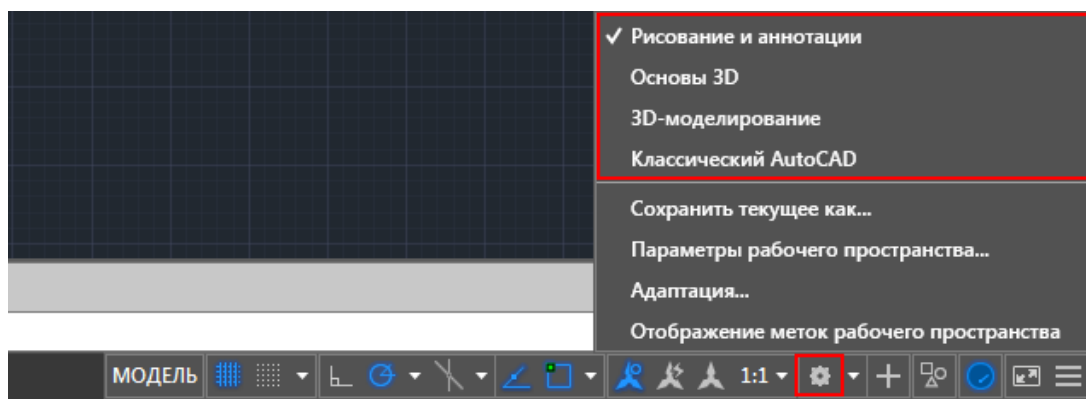 Рисование и аннотации
Основы 3D
3D-моделирование
Классический AutoCAD
Сохранить текущее как...
Параметры рабочего пространства...
Адаптация...
Отображение меток рабочего пространства
МОДЕЛЬ 1:1